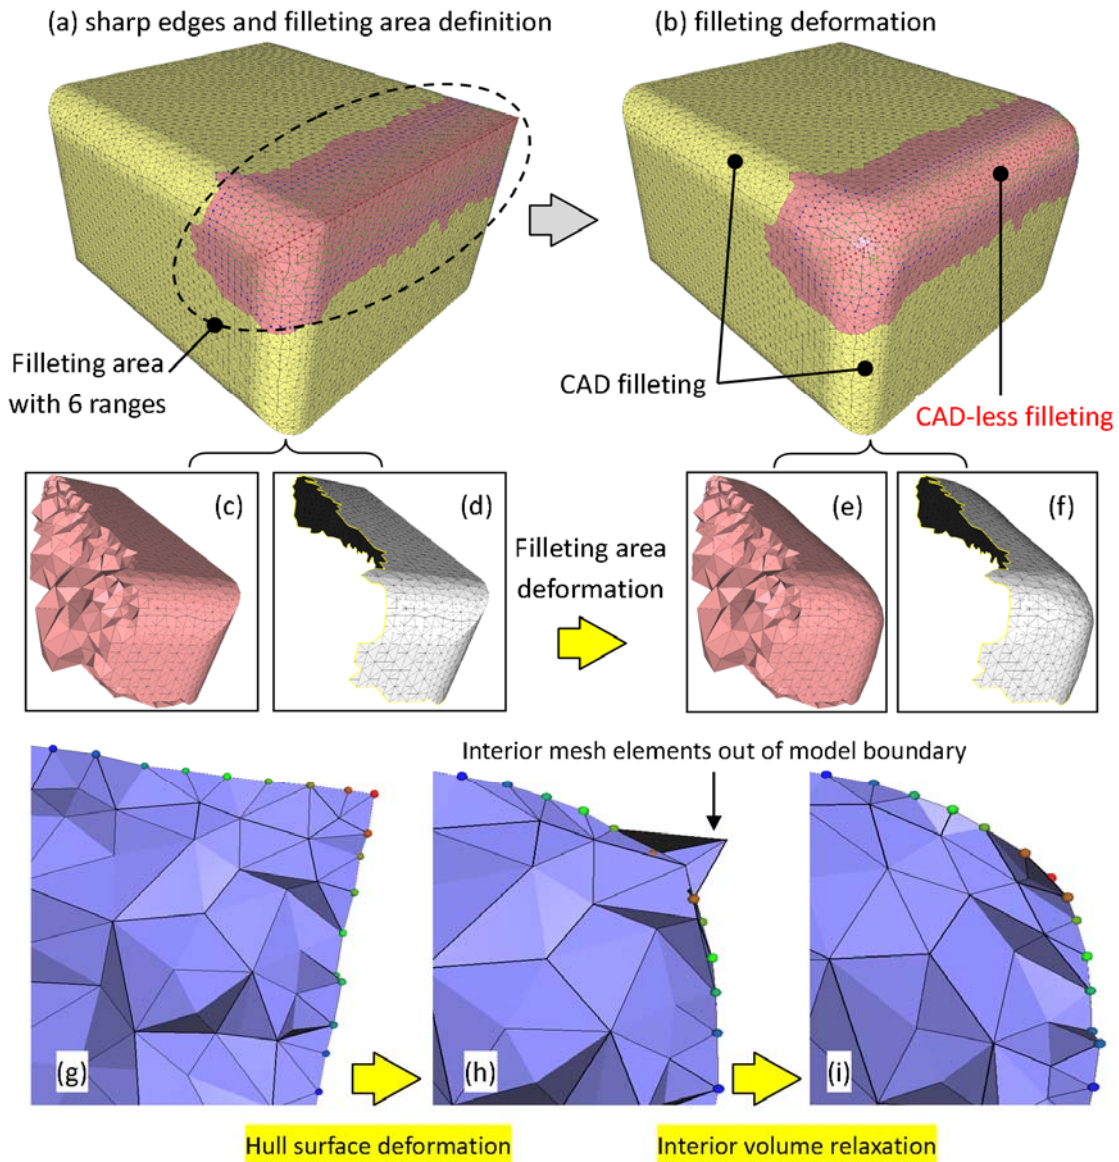 (a) sharp edges and filleting area definition
(b) filleting deformation
Filleting area
with 6 ranges
CAD filleting
CAD-less filleting
(c)
(d)
Filleting area
deformation
(e)
(f)
Interior mesh elements out of model boundary
(g)
(h)
(i)
Hull surface deformation
Interior volume relaxation